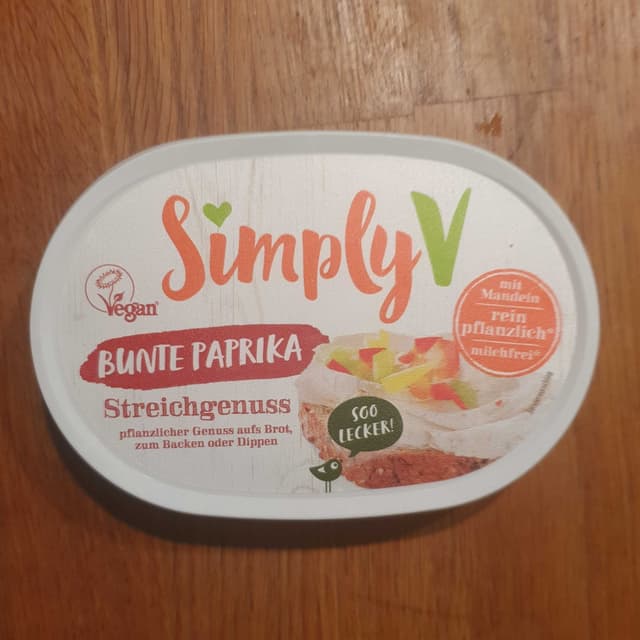 Simply V
Vegan
mit
Mandeln
rein
pflanzlich*
milchfrei*
BUNTE PAPRIKA
Streichgenuss
pflanzlicher Genuss aufs Brot,
zum Backen oder Dippen
SOO
LECKER!